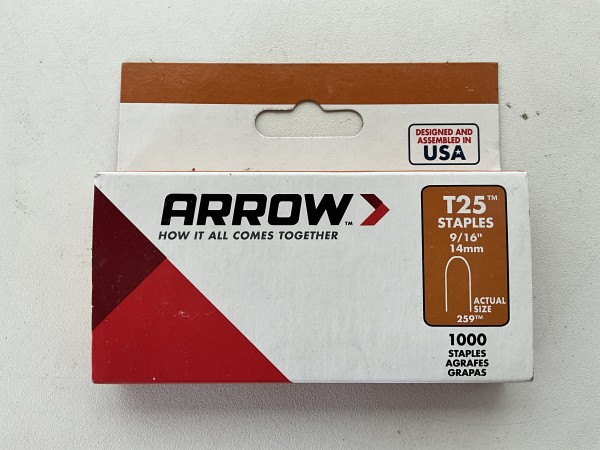 DESIGNED AND
ASSEMBLED IN
USA
ARROW™
HOW IT ALL COMES TOGETHER
T25™
STAPLES
9/16"
14mm
ACTUAL
SIZE
259™
1000
STAPLES
AGRAFES
GRAPAS